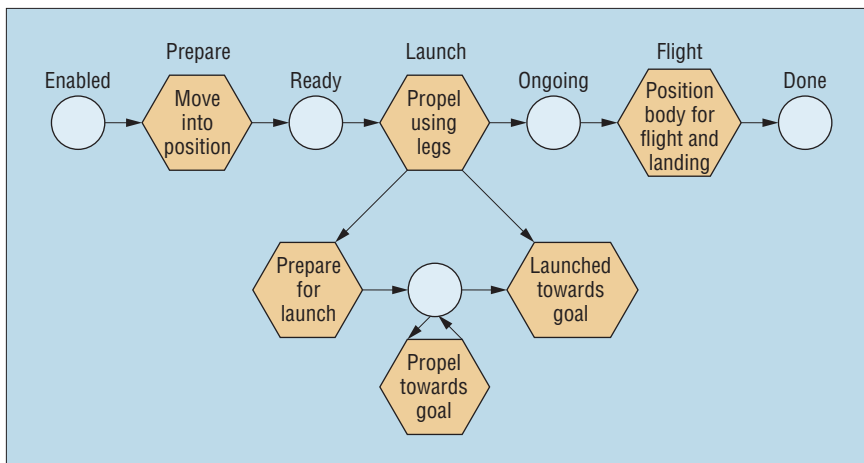 Prepare
Launch
Flight
Enabled
Ready
Ongoing
Done
Move
into
position
Propel
using
legs
Position
body for
flight and
landing
Prepare
for
launch
Launched
towards
goal
Propel
towards
goal